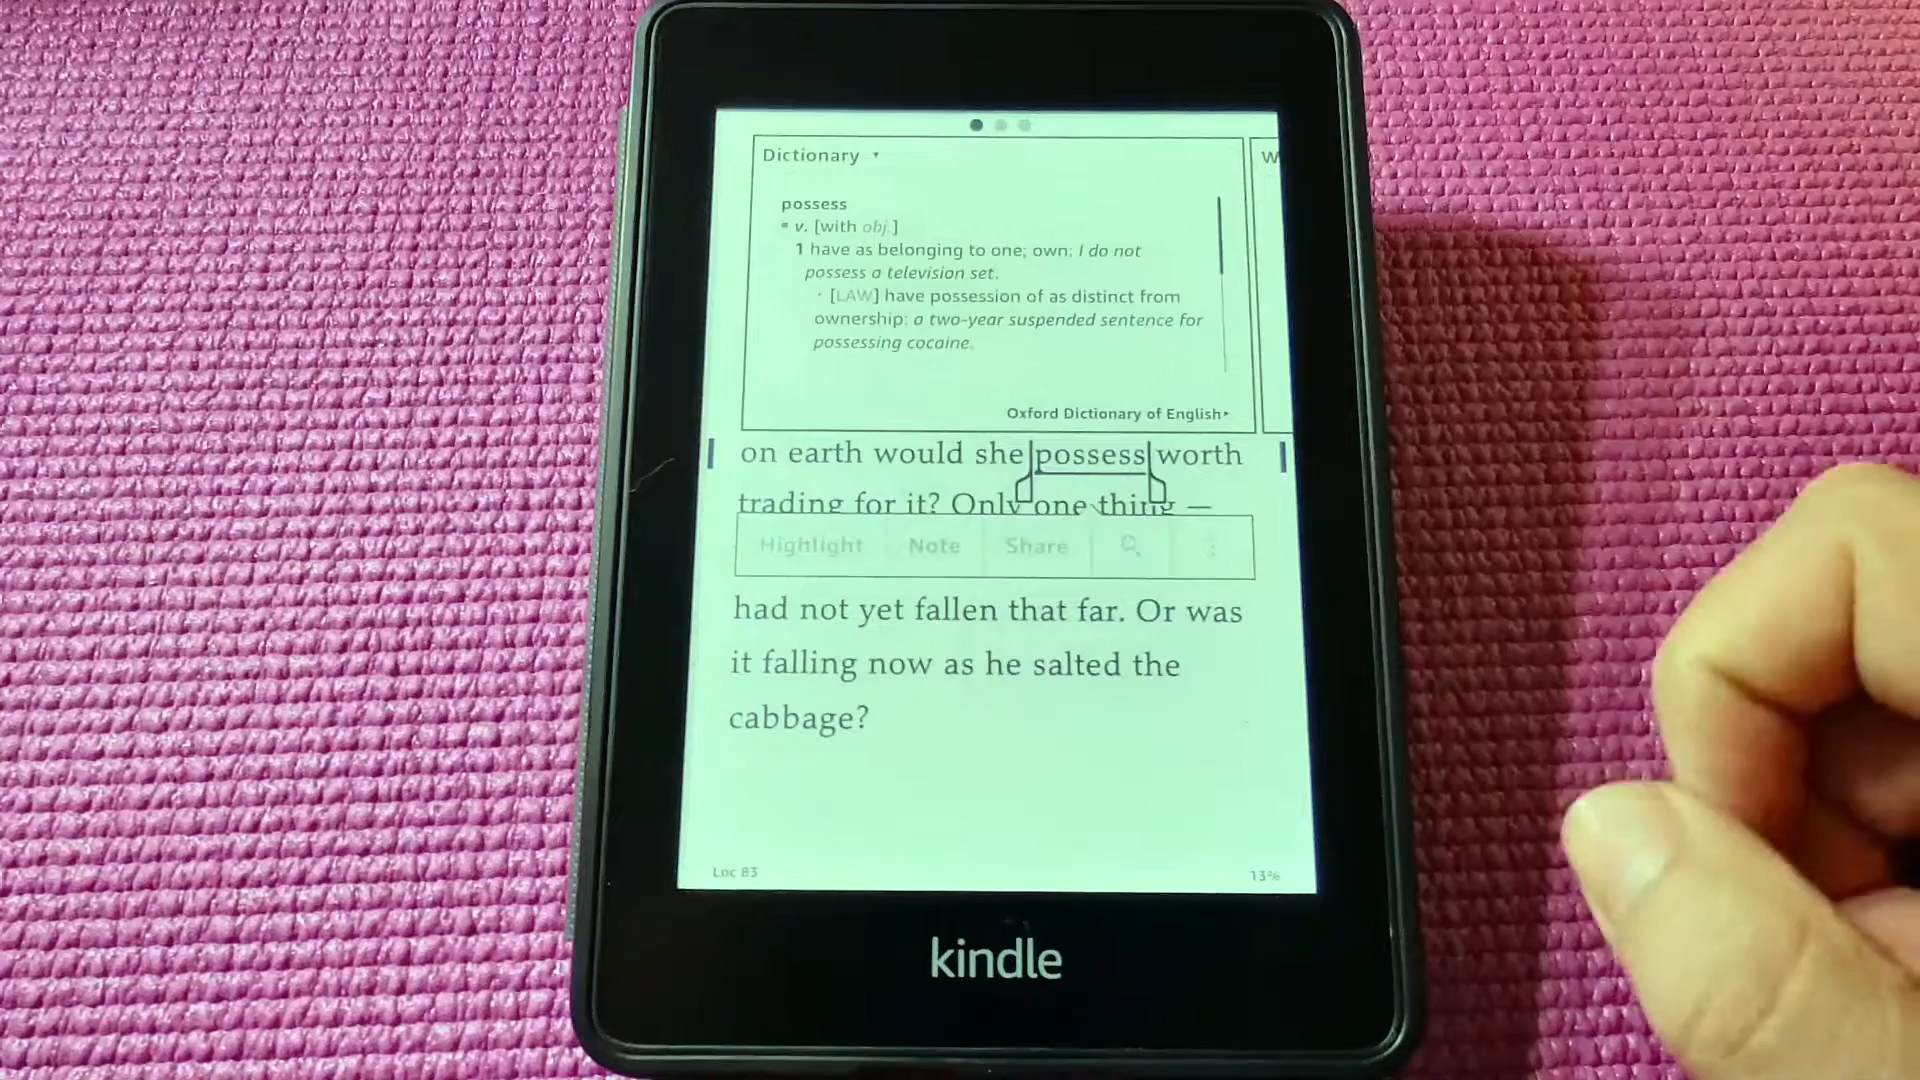 Dictionary
W
possess
v. [with obj.]
1 have as belonging to one; own: I do not
possess a television set.
[LAW] have possession of as distinct from
ownership: a two-year suspended sentence for
possessing cocaine.
Oxford Dictionary of English
on earth would she possess worth
trading for it? Only one thing —
Highlight Note Share
had not yet fallen that far. Or was
it falling now as he salted the
cabbage?
Loc 83 13%
kindle